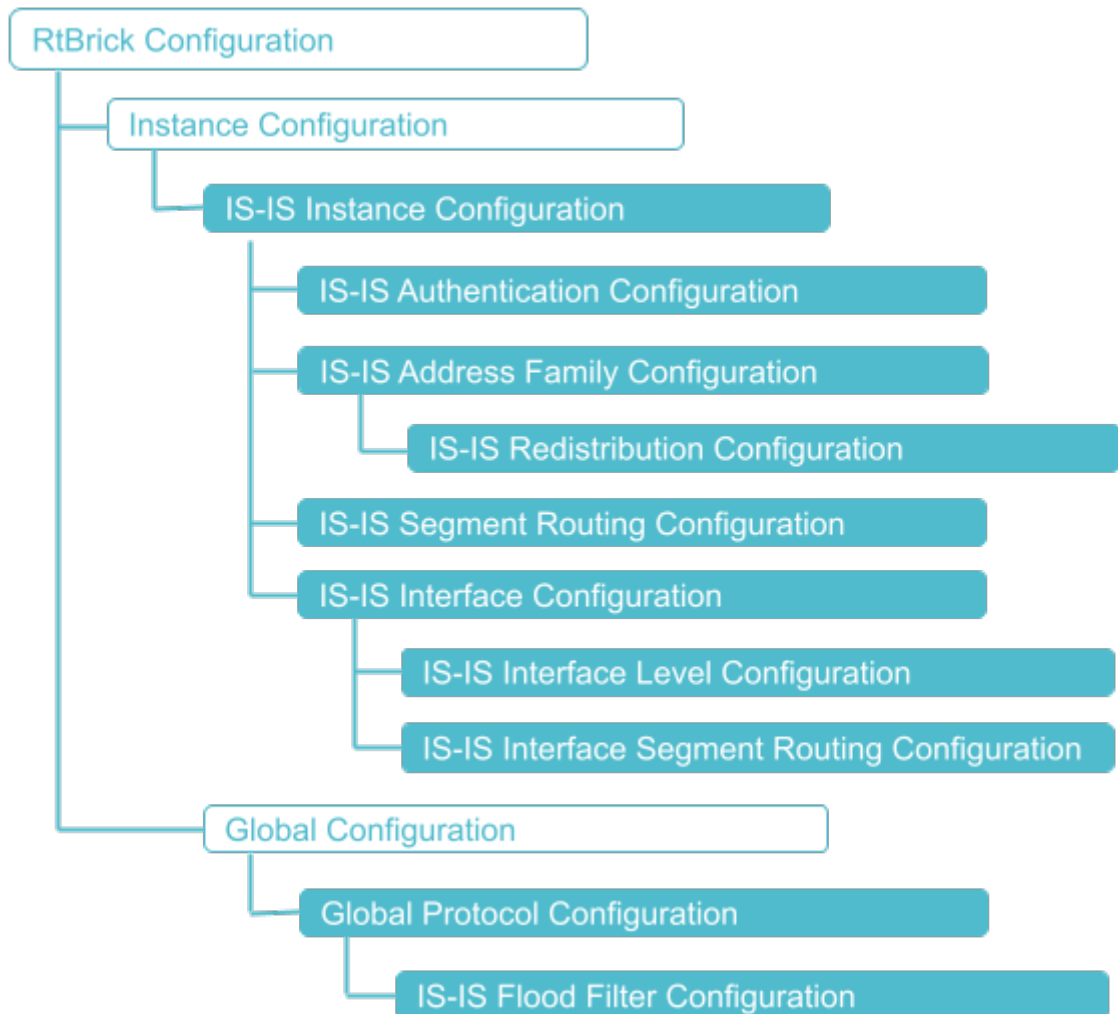 RtBrick Configuration
Instance Configuration
IS-IS Instance Configuration
IS-IS Authentication Configuration
IS-IS Address Family Configuration
IS-IS Redistribution Configuration
IS-IS Segment Routing Configuration
IS-IS Interface Configuration
IS-IS Interface Level Configuration
IS-IS Interface Segment Routing Configuration
Global Configuration
Global Protocol Configuration
IS-IS Flood Filter Configuration